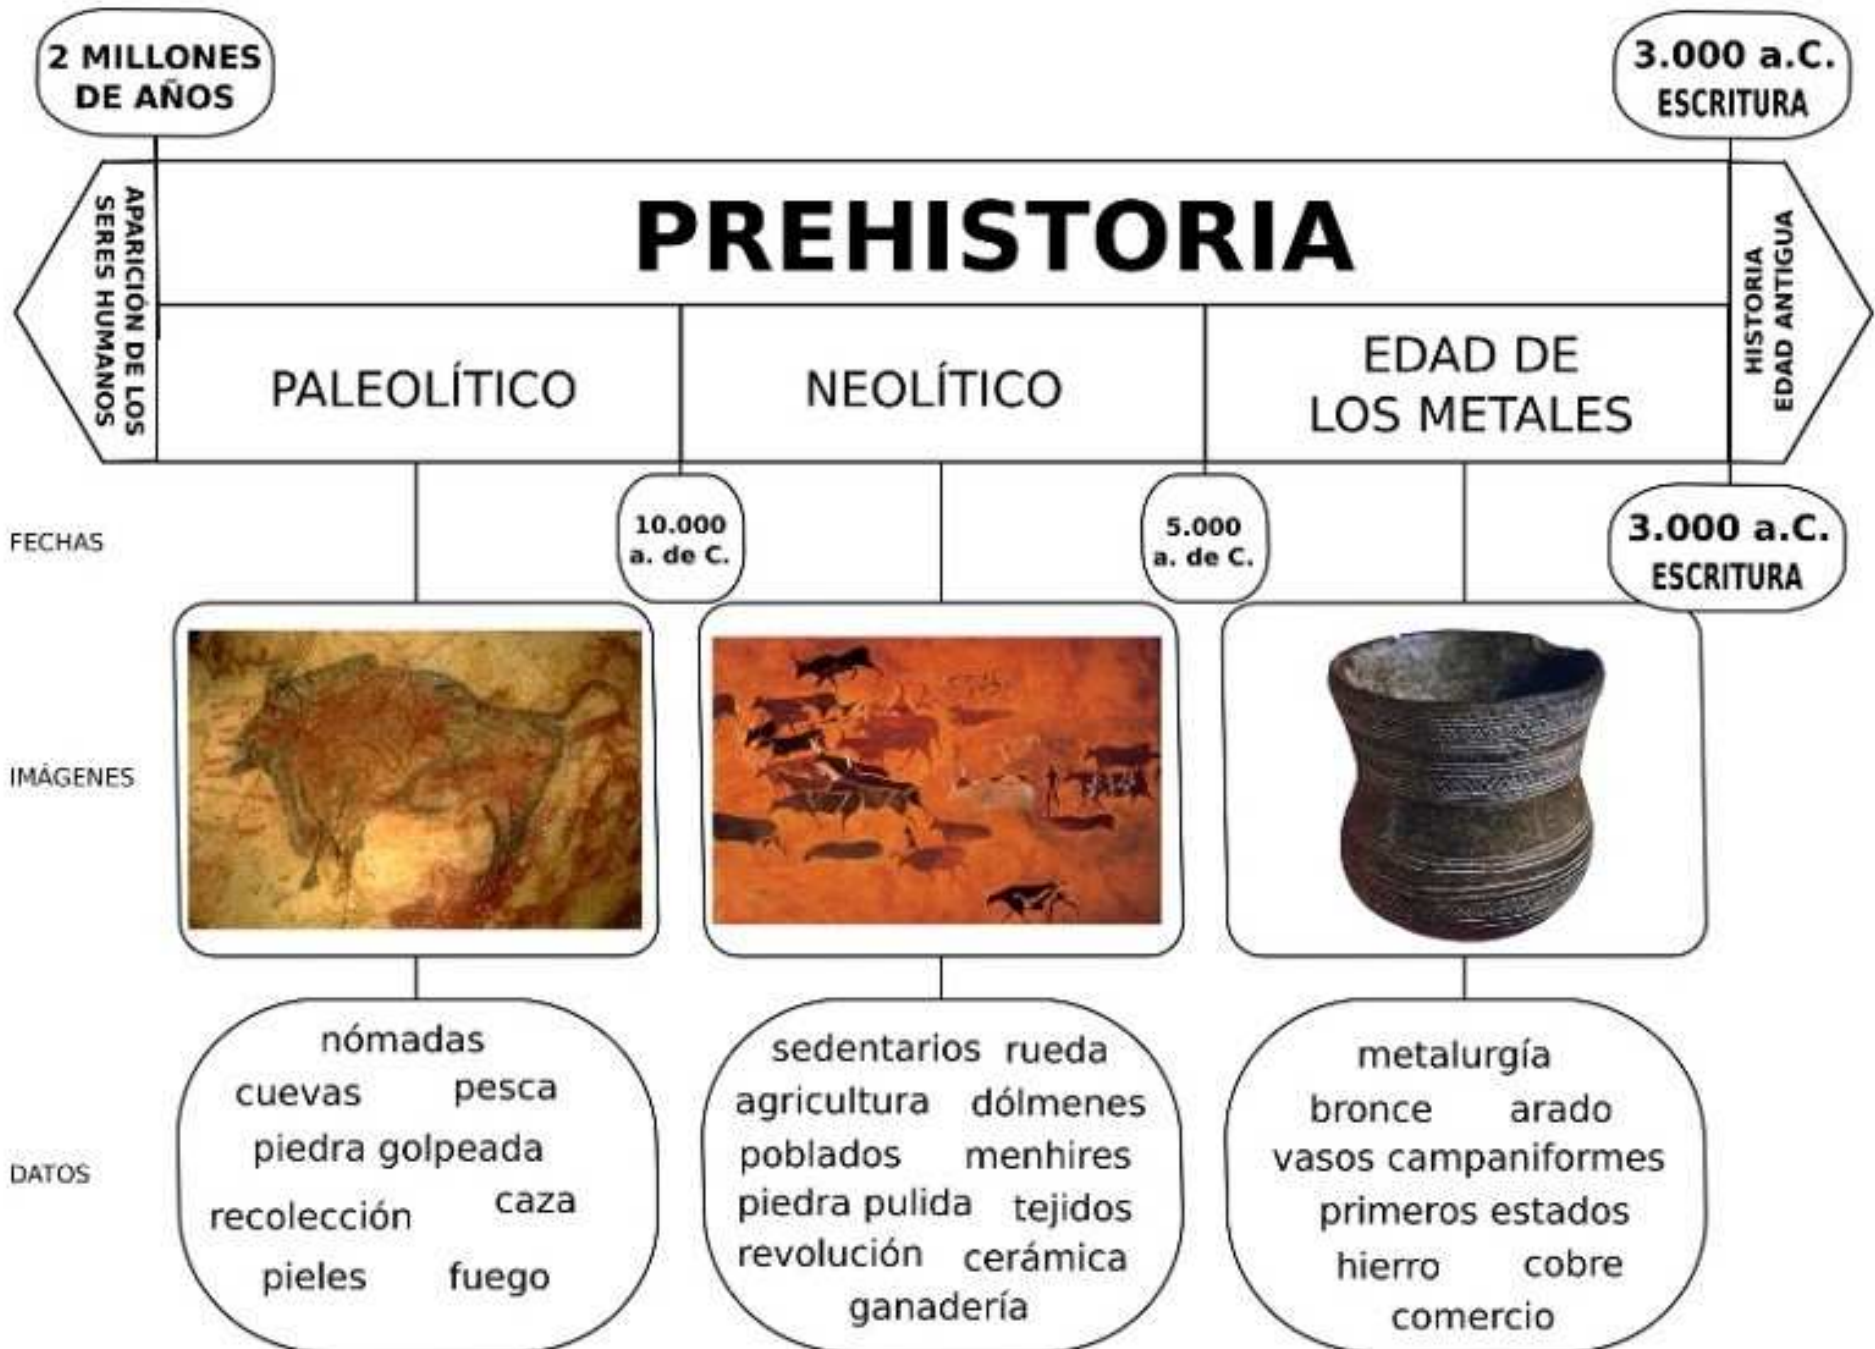 2 MILLONES
DE AÑOS
3.000 a.C.
ESCRITURA
APARICIÓN DE LOS
SERES HUMANOS
PREHISTORIA
HISTORIA
EDAD ANTIGUA
PALEOLÍTICO
NEOLÍTICO
EDAD DE
LOS METALES
FECHAS
10.000
a. de C.
5.000
a. de C.
3.000 a.C.
ESCRITURA
IMÁGENES
DATOS
nómadas
cuevas pesca
piedra golpeada
recolección caza
pieles fuego
sedentarios rueda
agricultura dólmenes
poblados menhires
piedra pulida tejidos
revolución cerámica
ganadería
metalurgía
bronce arado
vasos campaniformes
primeros estados
hierro cobre
comercio